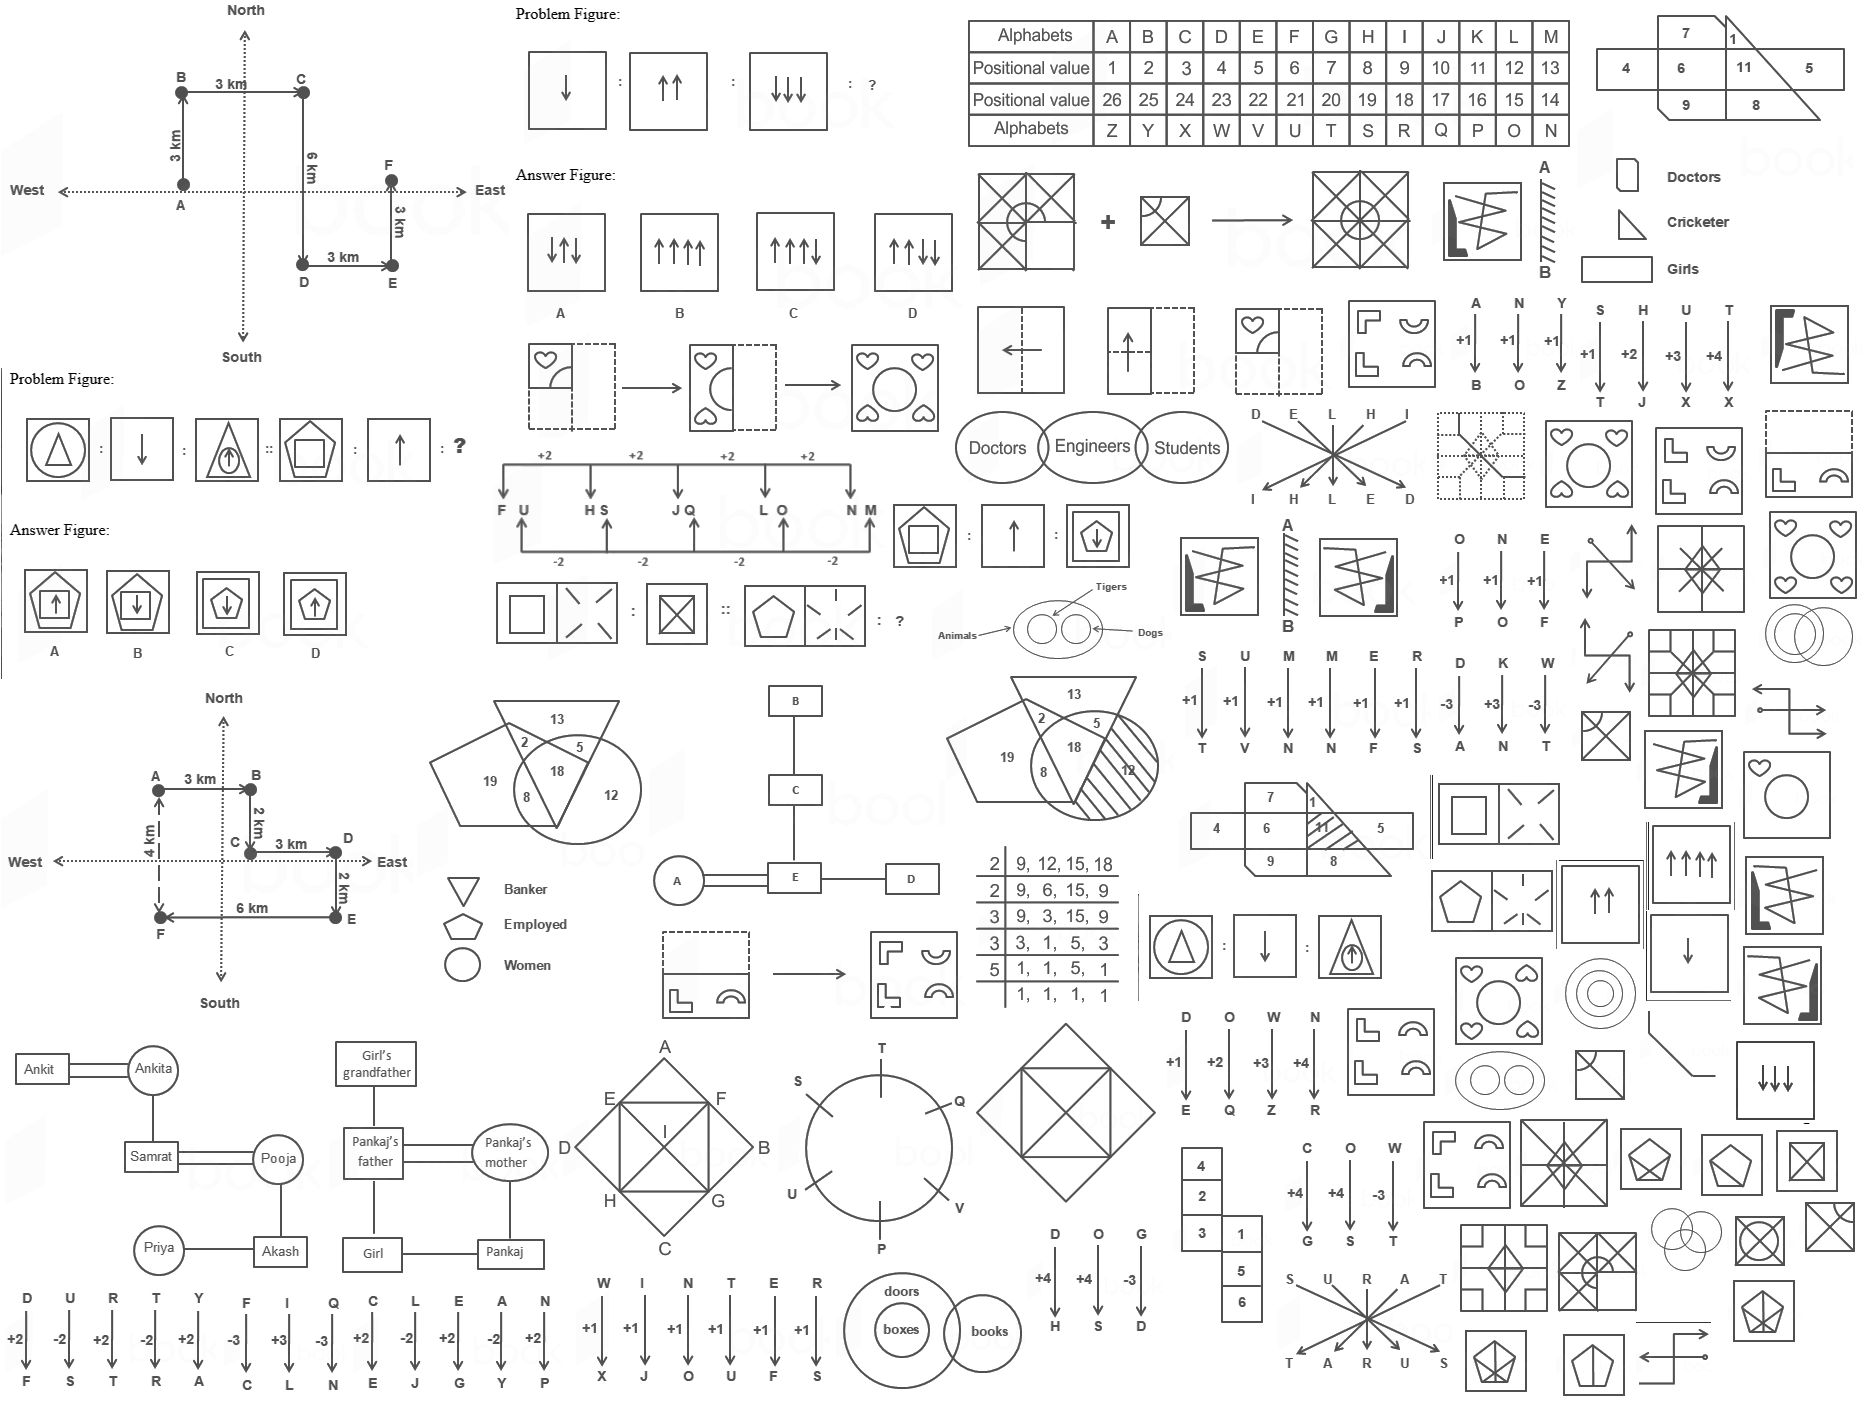 North
B 3 km C
3 km
6 km
F
West A East
3 km
3 km
D E
South
Problem Figure:
: : : ?
Answer Figure:
A B C D
Alphabets A B C D E F G H I J K L M
Positional value 1 2 3 4 5 6 7 8 9 10 11 12 13
Positional value 26 25 24 23 22 21 20 19 18 17 16 15 14
Alphabets Z Y X W V U T S R Q P O N
7 1
4 6 11 5
9 8
Doctors
Cricketer
Girls
+
A
B
A N Y
+1 +1 +1
B O Z
S H U T
+1 +2 +3 +4
T J X X
Problem Figure:
: : :: : : ?
Answer Figure:
A B C D
+2 +2 +2 +2
F U H S J Q L O N M
-2 -2 -2 -2
Doctors Engineers Students
D E L H I
I H L E D
: :
: :: : ?
Tigers
Animals Dogs
A
B
O N E
+1 +1 +1
P O F
S U M M E R
+1 +1 +1 +1 +1 +1
T V N N F S
D K W
-3 +3 -3
A N T
North
A 3 km B
4 km 2 km
C 3 km D
West East
2 km
6 km
F E
South
13
2 5
19 18
8 12
Banker
Employed
Women
B
C
A E D
13
2 5
19 18
8 12
7 1
4 6 11 5
9 8
2 9, 12, 15, 18
2 9, 6, 15, 9
3 9, 3, 15, 9
3 3, 1, 5, 3
5 1, 1, 5, 1
1, 1, 1, 1
: :
Ankit Ankita
Samrat Pooja
Priya Akash
Girl's
grandfather
Pankaj's
father
Pankaj's
mother
Girl Pankaj
A
E F
D I B
H G
C
T
S Q
U V
P
D O W N
+1 +2 +3 +4
E Q Z R
4
2
3 1
5
6
C O W
+4 +4 -3
G S T
D O G
+4 +4 -3
H S D
S U R A T
T A R U S
D U R T Y
+2 -2 +2 -2 +2
F S T R A
F I Q
-3 +3 -3
C L N
C L E A N
+2 -2 +2 -2 +2
E J G Y P
W I N T E R
+1 +1 +1 +1 +1 +1
X J O U F S
doors
boxes
books